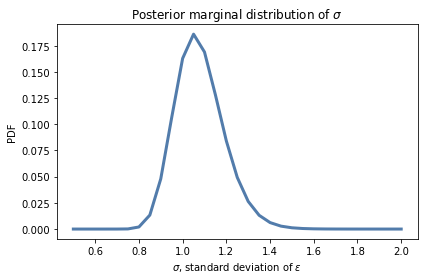 Posterior marginal distribution of σ
0.175
0.150
0.125
0.100
0.075
0.050
0.025
0.000
PDF
0.6 0.8 1.0 1.2 1.4 1.6 1.8 2.0
σ, standard deviation of ε